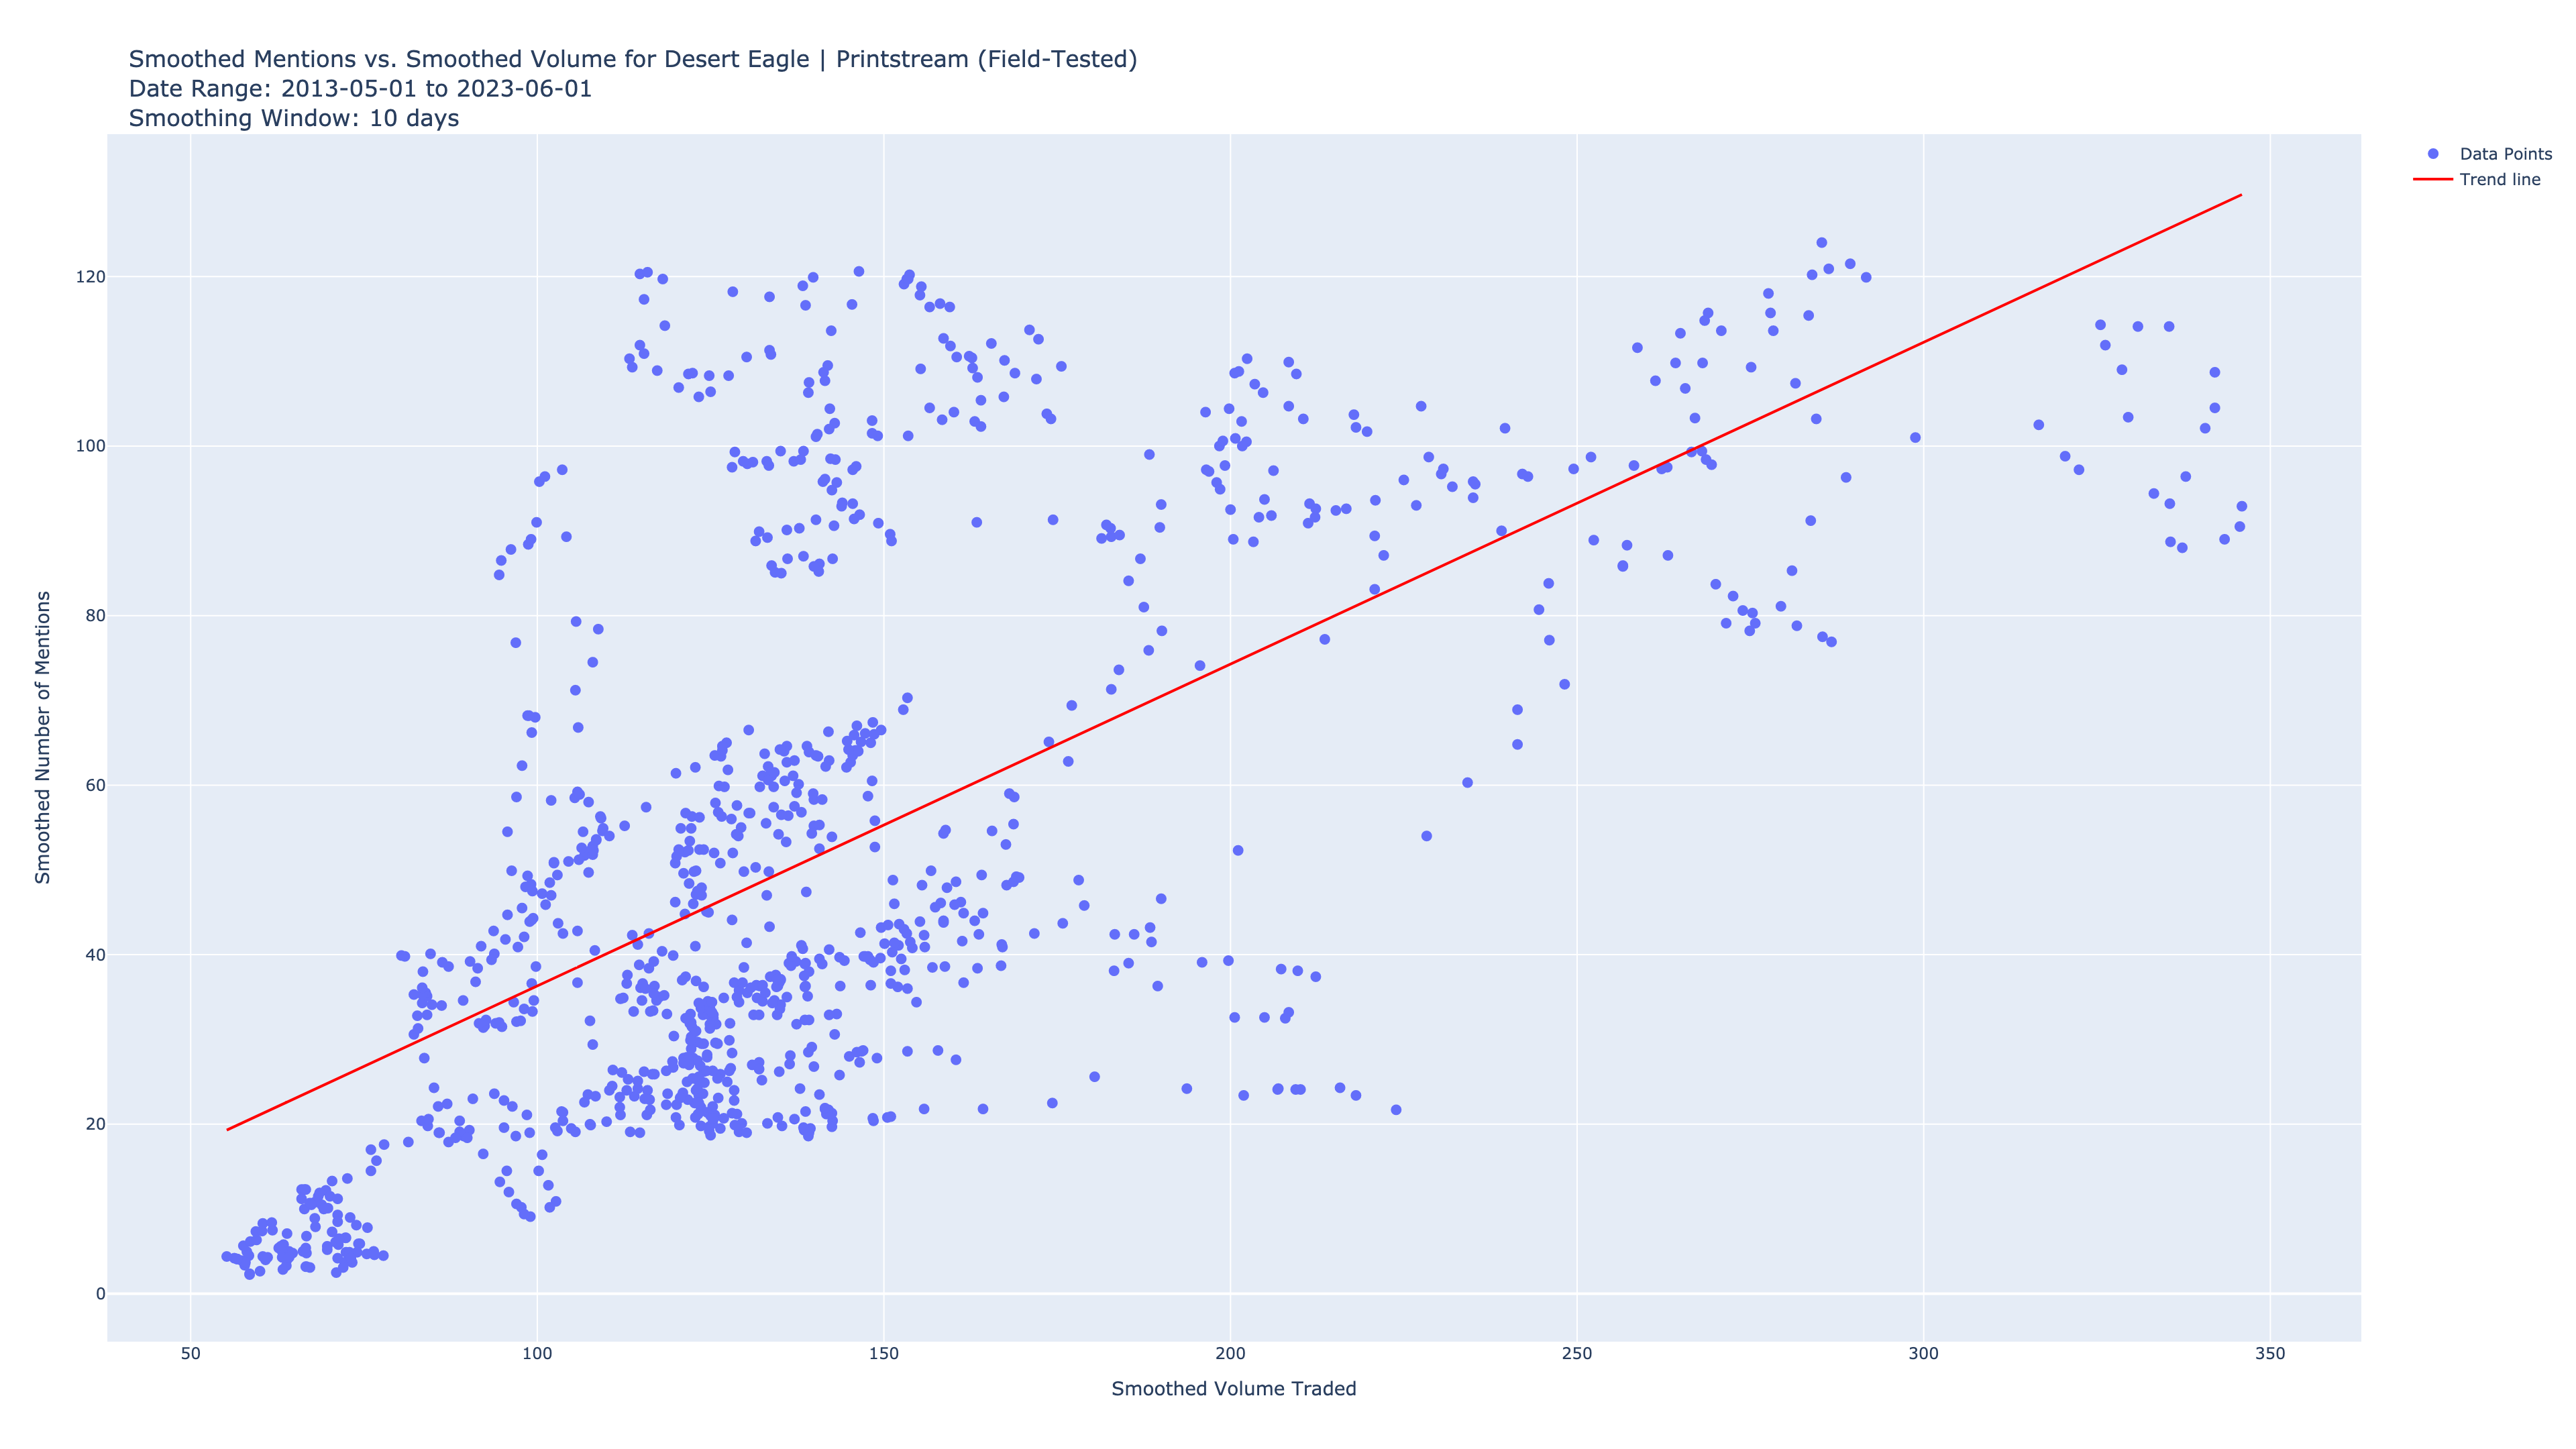 Smoothed Mentions vs. Smoothed Volume for Desert Eagle | Printstream (Field-Tested)
Date Range: 2013-05-01 to 2023-06-01
Smoothing Window: 10 days
Data Points
Trend line
120
100
80
60
40
20
0
Smoothed Number of Mentions
50
100
150
200
250
300
350
Smoothed Volume Traded